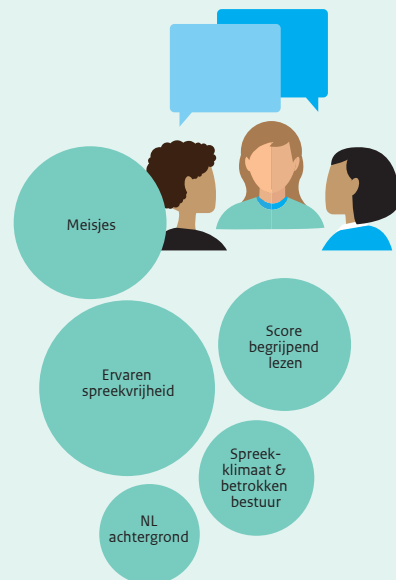 Meisjes
Ervaren
spreekvrijheid
Score
begrijpend
lezen
Spreek-
klimaat &
betrokken
bestuur
NL
achtergrond